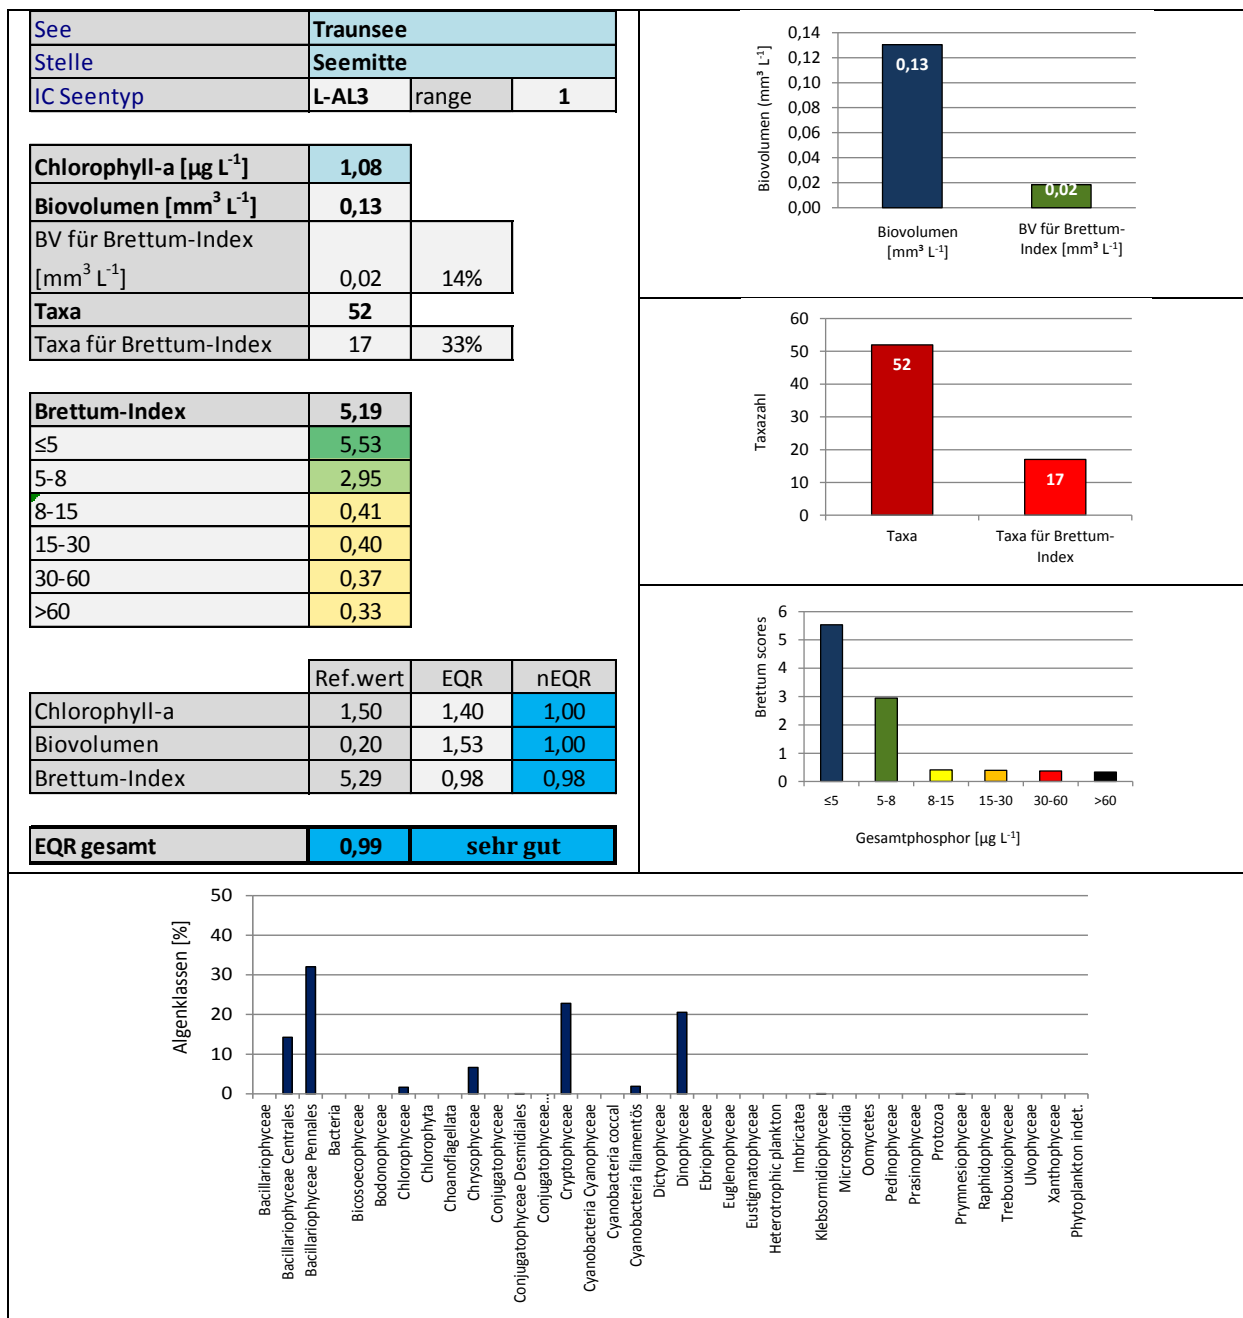 See Traunsee
Stelle Seemitte
IC Seentyp L-AL3 range 1
Chlorophyll-a [µg L⁻¹] 1,08
Biovolumen [mm³ L⁻¹] 0,13
BV für Brettum-Index
[mm³ L⁻¹] 0,02 14%
Taxa 52
Taxa für Brettum-Index 17 33%
Brettum-Index 5,19
≤5 5,53
5-8 2,95
8-15 0,41
15-30 0,40
30-60 0,37
>60 0,33
Ref.wert EQR nEQR
Chlorophyll-a 1,50 1,40 1,00
Biovolumen 0,20 1,53 1,00
Brettum-Index 5,29 0,98 0,98
EQR gesamt 0,99 sehr gut
Biovolumen (mm³ L⁻¹]
0,14
0,12
0,10
0,08
0,06
0,04
0,02
0,00
0,13
0,02
Biovolumen
[mm³ L⁻¹]
BV für Brettum-
Index [mm³ L⁻¹]
Taxazahl
60
50
40
30
20
10
0
52
17
Taxa
Taxa für Brettum-
Index
Brettum scores
6
5
4
3
2
1
0
≤5 5-8 8-15 15-30 30-60 >60
Gesamtphosphor [µg L⁻¹]
Algenklassen [%]
50
40
30
20
10
0
Bacillariophyceae
Bacillariophyceae Centrales
Bacillariophyceae Pennales
Bacteria
Bicosoecophyceae
Bodonophyceae
Chlorophyceae
Chlorophyta
Choanoflagellata
Chrysophyceae
Conjugatophyceae
Conjugatophyceae Desmidiales
Conjugatophyceae...
Cryptophyceae
Cyanobacteria Cyanophyceae
Cyanobacteria coccal
Cyanobacteria filamentös
Dictyophyceae
Dinophyceae
Ebriophyceae
Euglenophyceae
Eustigmatophyceae
Heterotrophic plankton
Imbricatea
Klebsormidiophyceae
Microsporidia
Oomycetes
Pedinophyceae
Prasinophyceae
Protozoa
Prymnesiophyceae
Raphidophyceae
Trebouxiophyceae
Ulvophyceae
Xanthophyceae
Phytoplankton indet.